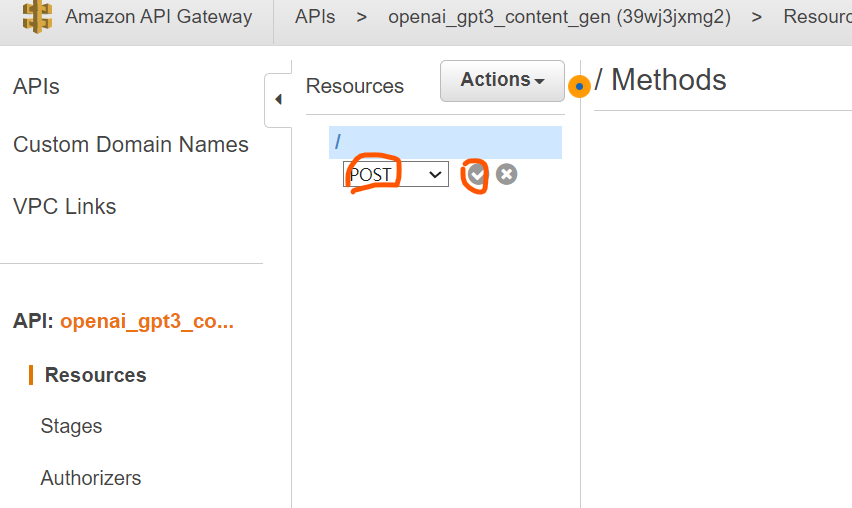 Amazon API Gateway APIs > openai_gpt3_content_gen (39wj3jxmg2) > Resourc
APIs
Custom Domain Names
VPC Links
API: openai_gpt3_co...
Resources
Stages
Authorizers
Resources Actions
/
POST
/ Methods